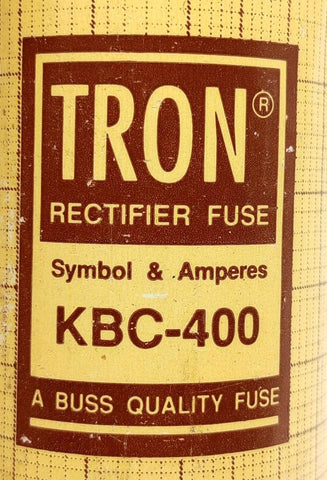 TRON®
RECTIFIER FUSE
Symbol & Amperes
KBC-400
A BUSS QUALITY FUSE